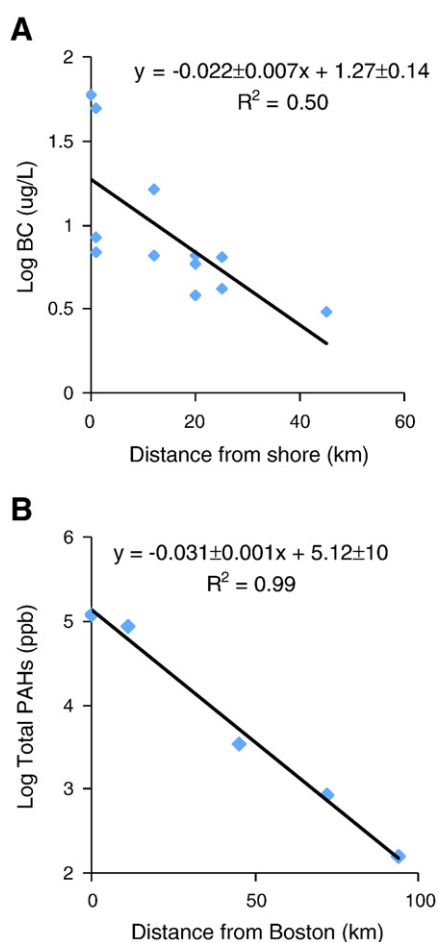 A
y = -0.022±0.007x + 1.27±0.14
R² = 0.50
2
1.5
1
0.5
0
Log BC (ug/L)
0 20 40 60
Distance from shore (km)
B
y = -0.031±0.001x + 5.12±10
R² = 0.99
6
5
4
3
2
Log Total PAHs (ppb)
0 50 100
Distance from Boston (km)